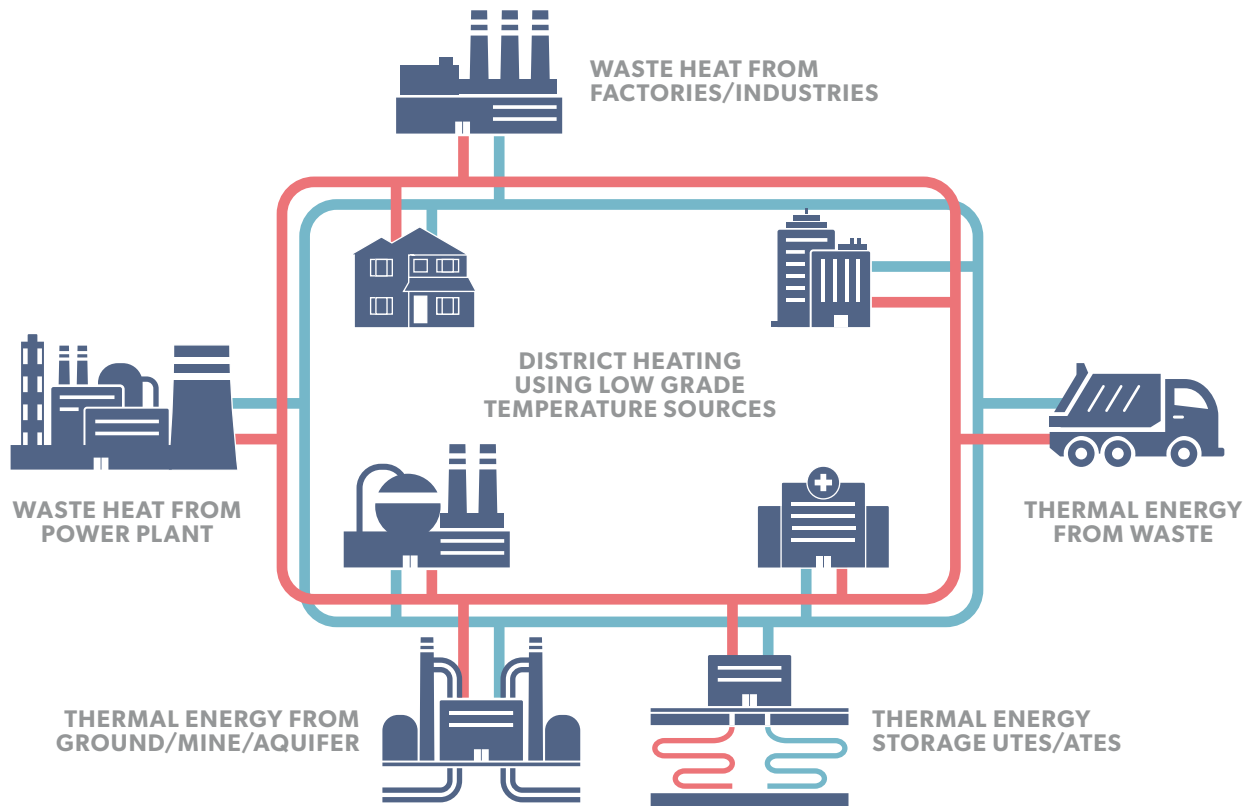 WASTE HEAT FROM
FACTORIES/INDUSTRIES
DISTRICT HEATING
USING LOW GRADE
TEMPERATURE SOURCES
WASTE HEAT FROM
POWER PLANT
THERMAL ENERGY
FROM WASTE
THERMAL ENERGY FROM
GROUND/MINE/AQUIFER
THERMAL ENERGY
STORAGE UTES/ATES